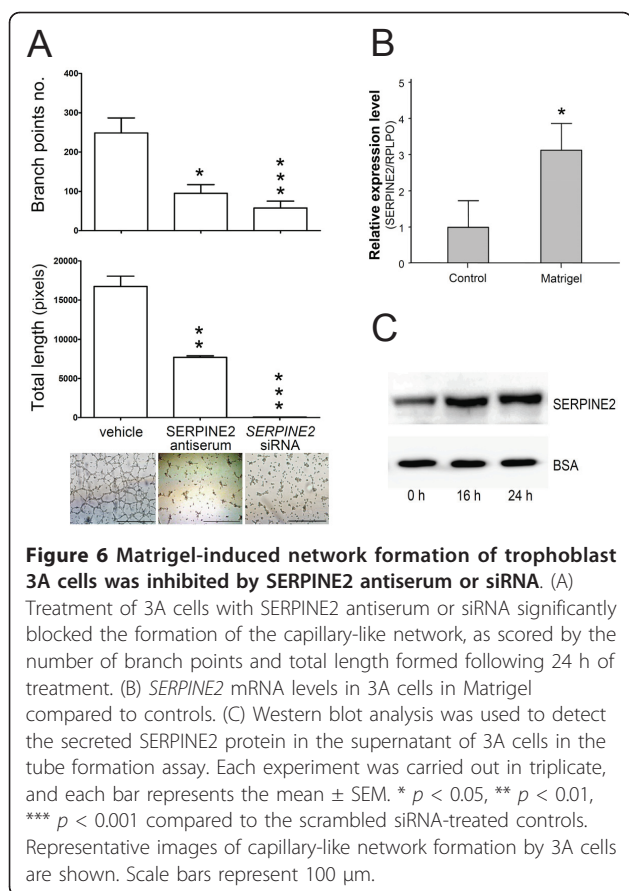 A
Branch points no.
400
300
200
100
0
*
* * *
Total length (pixels)
20000
15000
10000
5000
0
* *
* * *
vehicle
SERPINE2
antiserum
SERPINE2
siRNA
B
Relative expression level
(SERPINE2/RPLPO)
5
4
3
2
1
0
*
Control
Matrigel
C
SERPINE2
BSA
0 h
16 h
24 h
Figure 6 Matrigel-induced network formation of trophoblast
3A cells was inhibited by SERPINE2 antiserum or siRNA. (A)
Treatment of 3A cells with SERPINE2 antiserum or siRNA significantly
blocked the formation of the capillary-like network, as scored by the
number of branch points and total length formed following 24 h of
treatment. (B) SERPINE2 mRNA levels in 3A cells in Matrigel
compared to controls. (C) Western blot analysis was used to detect
the secreted SERPINE2 protein in the supernatant of 3A cells in the
tube formation assay. Each experiment was carried out in triplicate,
and each bar represents the mean ± SEM. * p < 0.05, ** p < 0.01,
*** p < 0.001 compared to the scrambled siRNA-treated controls.
Representative images of capillary-like network formation by 3A cells
are shown. Scale bars represent 100 μm.